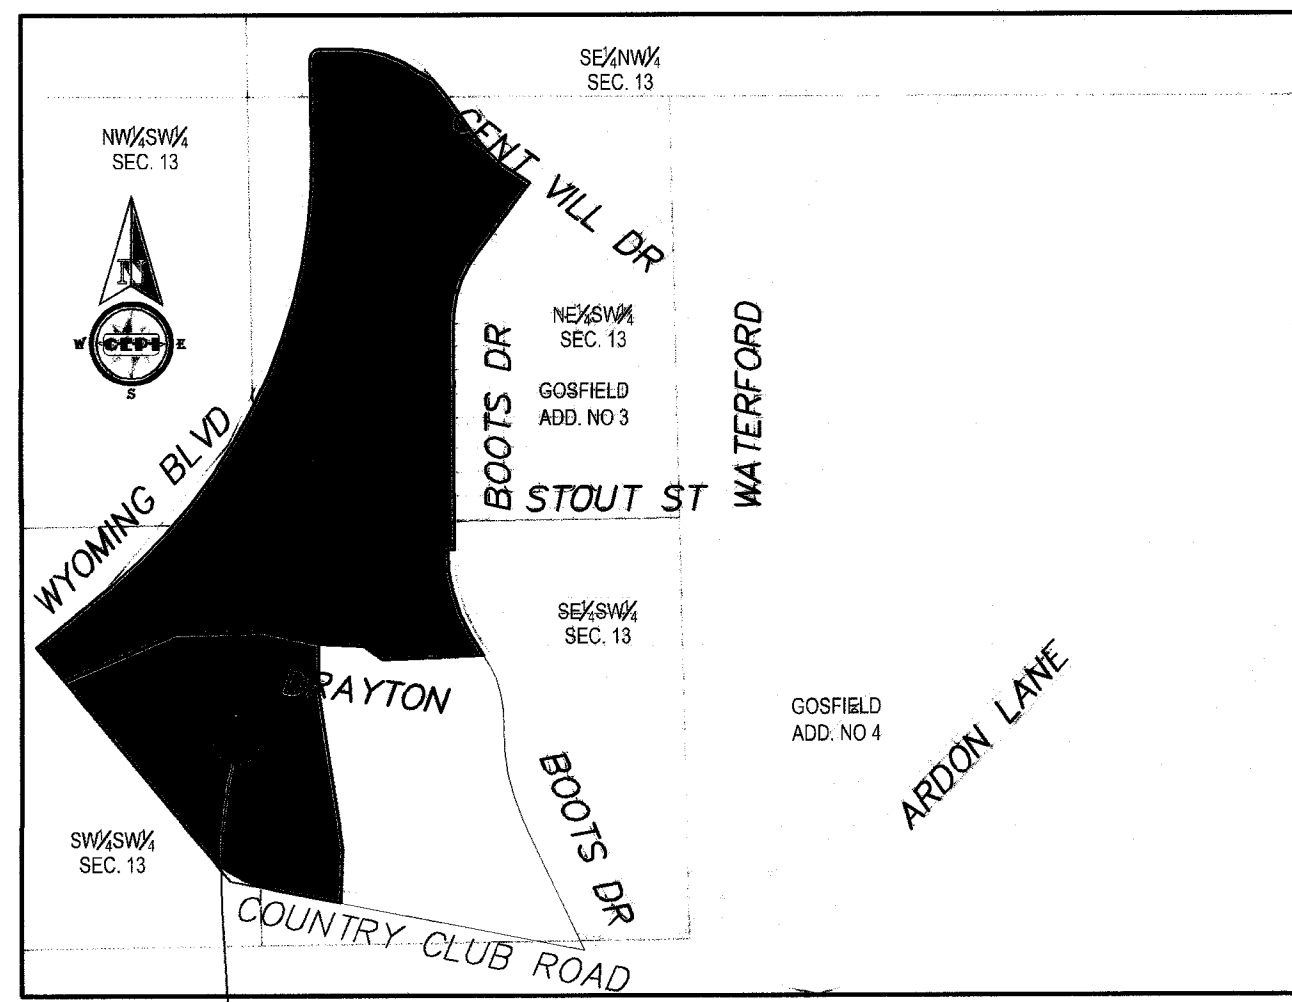 SE¼NW¼
SEC. 13
NW¼SW¼
SEC. 13
CENT VILL DR
N
W CEPI E
S
NE¼SW¼
SEC. 13
GOSFIELD
ADD. NO 3
BOOTS DR
WATERFORD
WYOMING BLVD
STOUT ST
SE¼SW¼
SEC. 13
DRAYTON
GOSFIELD
ADD. NO 4
ARDON LANE
BOOTS DR
SW¼SW¼
SEC. 13
COUNTRY CLUB ROAD